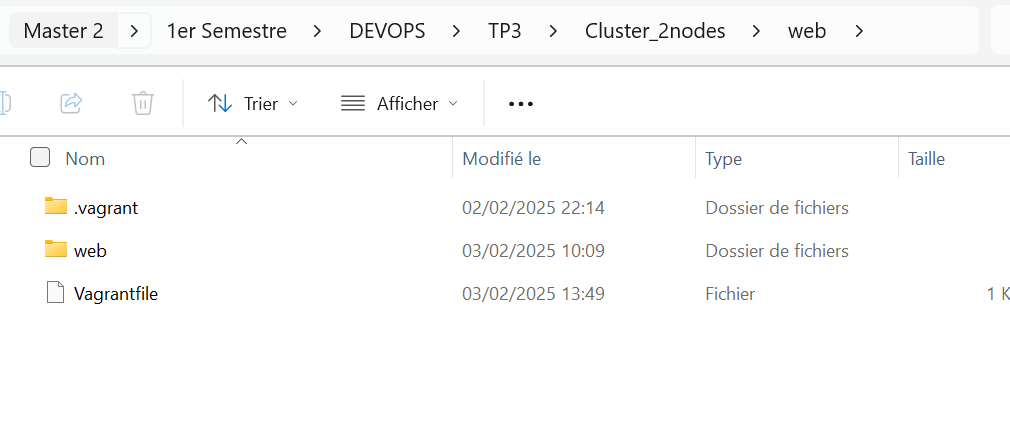 Master 2 > 1er Semestre > DEVOPS > TP3 > Cluster_2nodes > web >
Trier Afficher
Nom Modifié le Type Taille
.vagrant 02/02/2025 22:14 Dossier de fichiers
web 03/02/2025 10:09 Dossier de fichiers
Vagrantfile 03/02/2025 13:49 Fichier 1 K